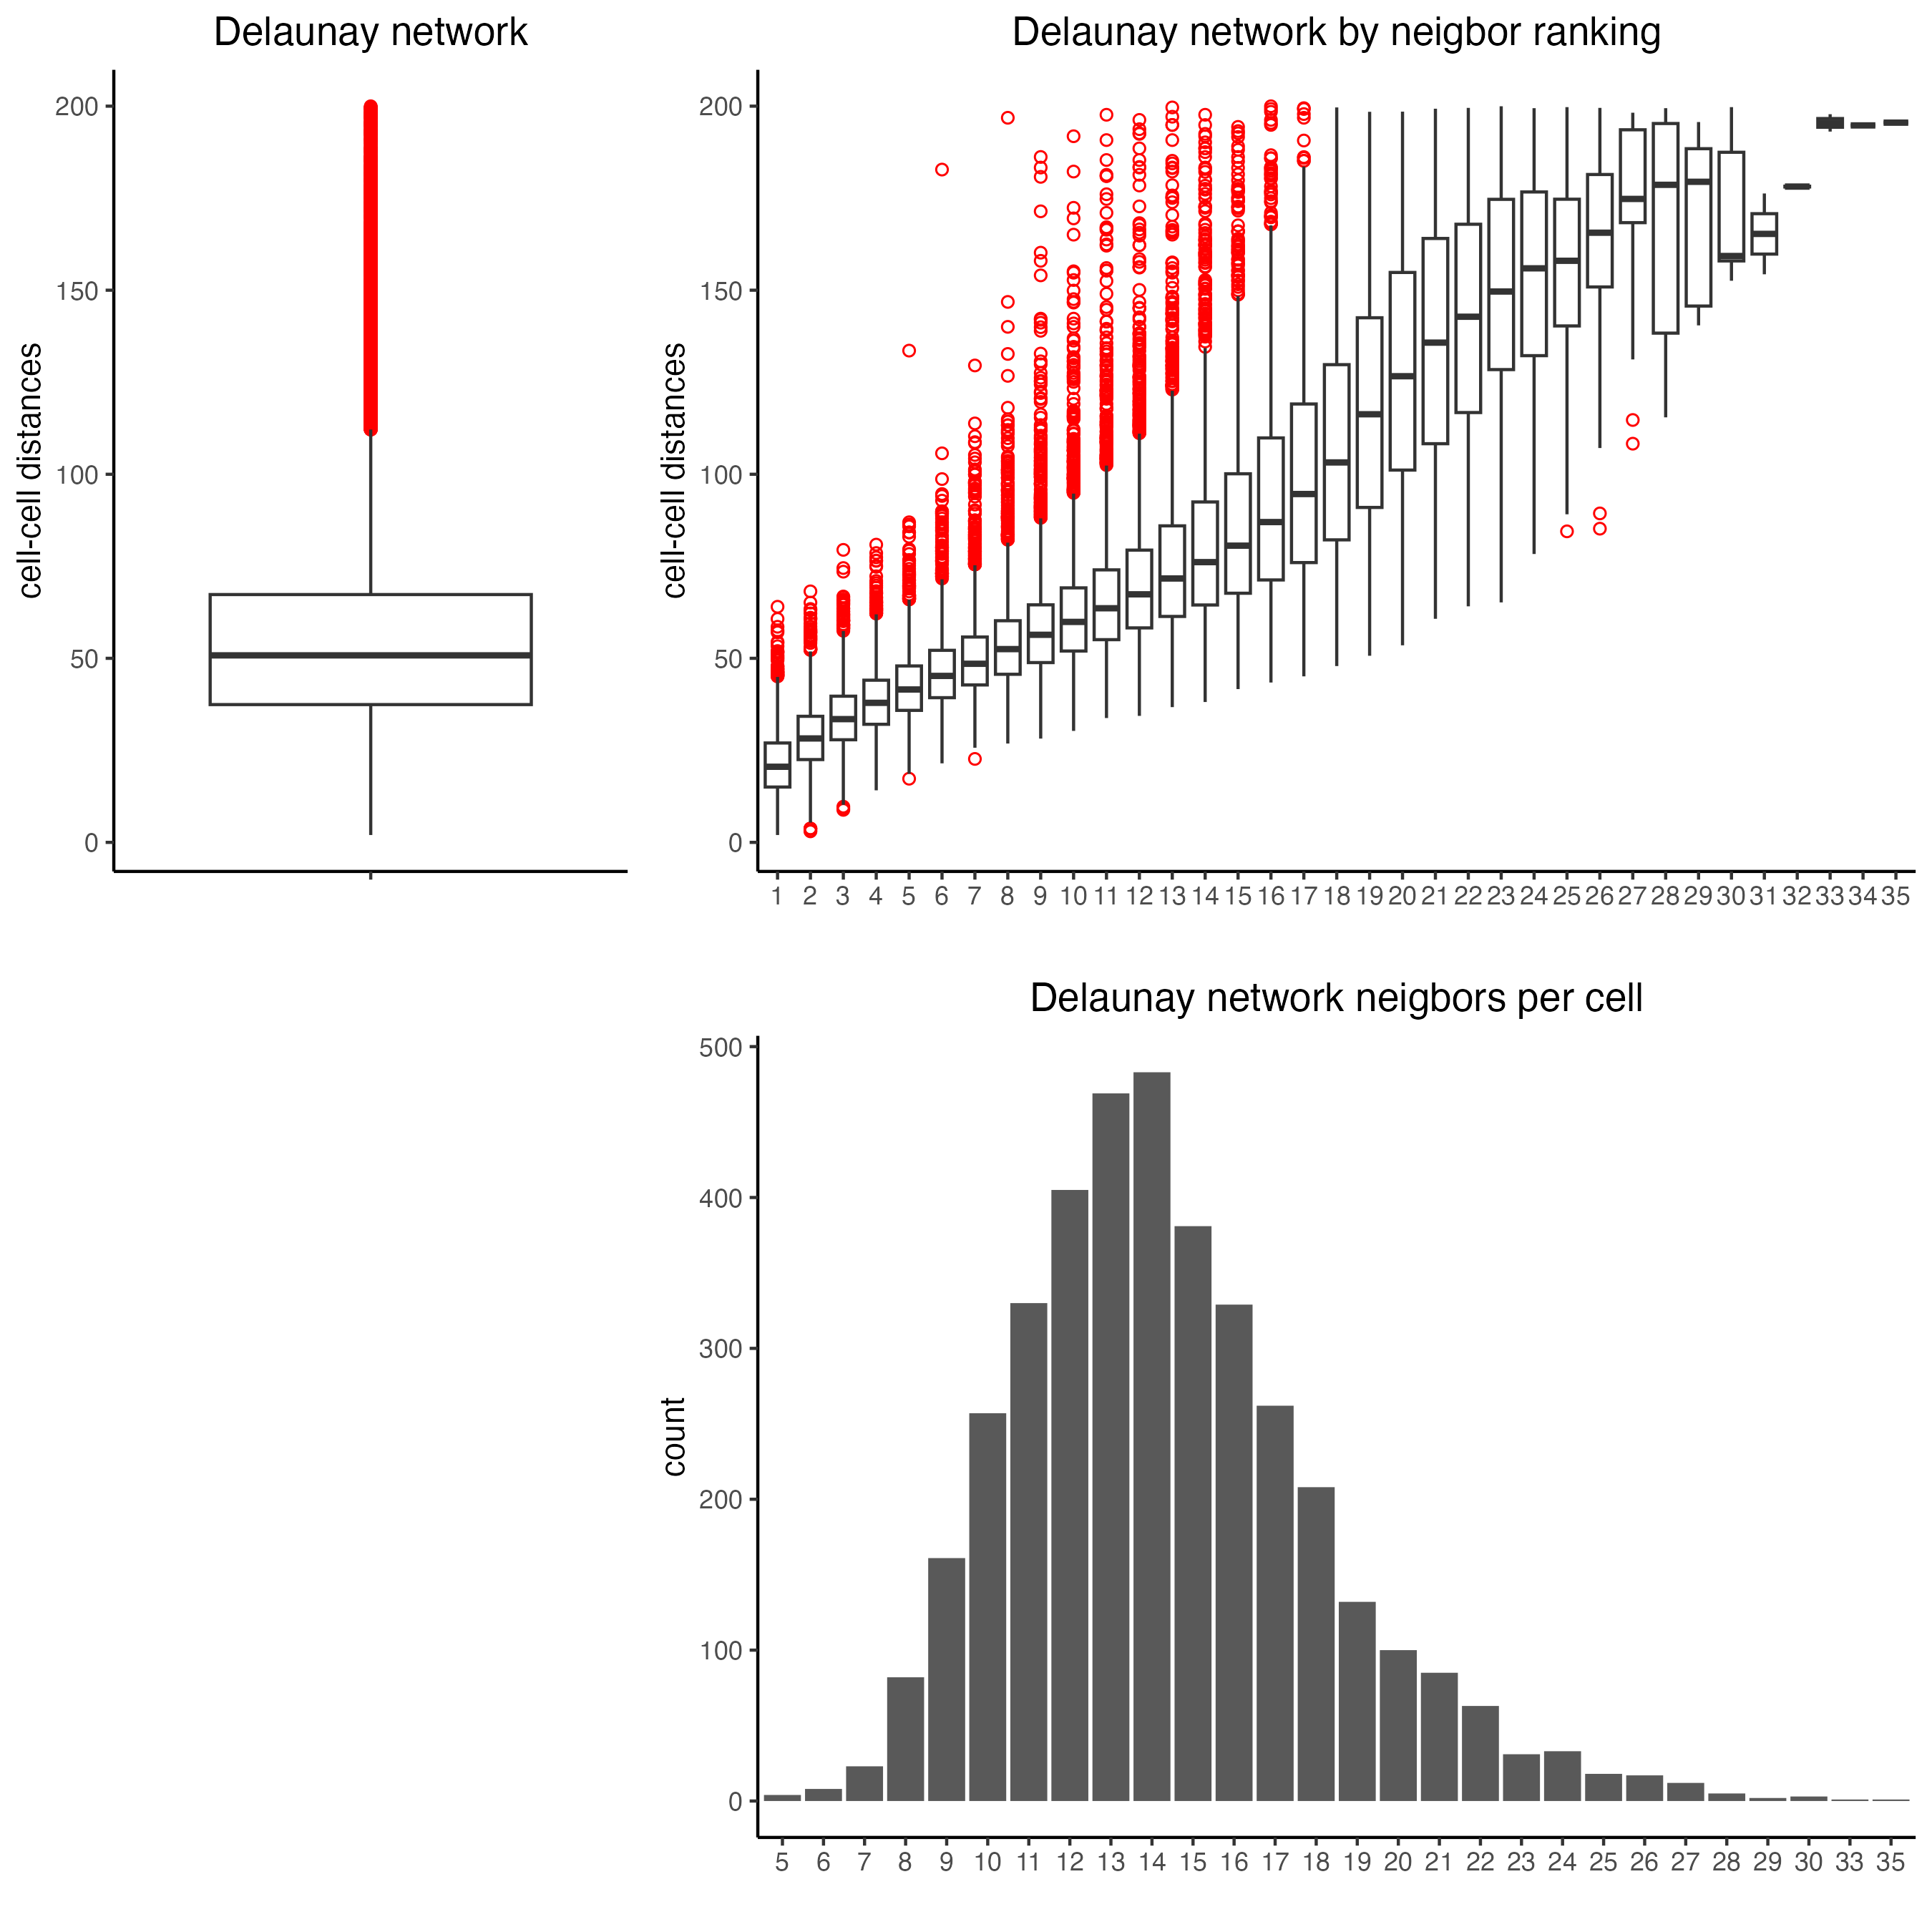 Delaunay network
cell-cell distances
200
150
100
50
0
Delaunay network by neigbor ranking
cell-cell distances
200
150
100
50
0
1 2 3 4 5 6 7 8 9 10 11 12 13 14 15 16 17 18 19 20 21 22 23 24 25 26 27 28 29 30 31 32 33 34 35
Delaunay network neigbors per cell
count
500
400
300
200
100
0
5 6 7 8 9 10 11 12 13 14 15 16 17 18 19 20 21 22 23 24 25 26 27 28 29 30 33 35